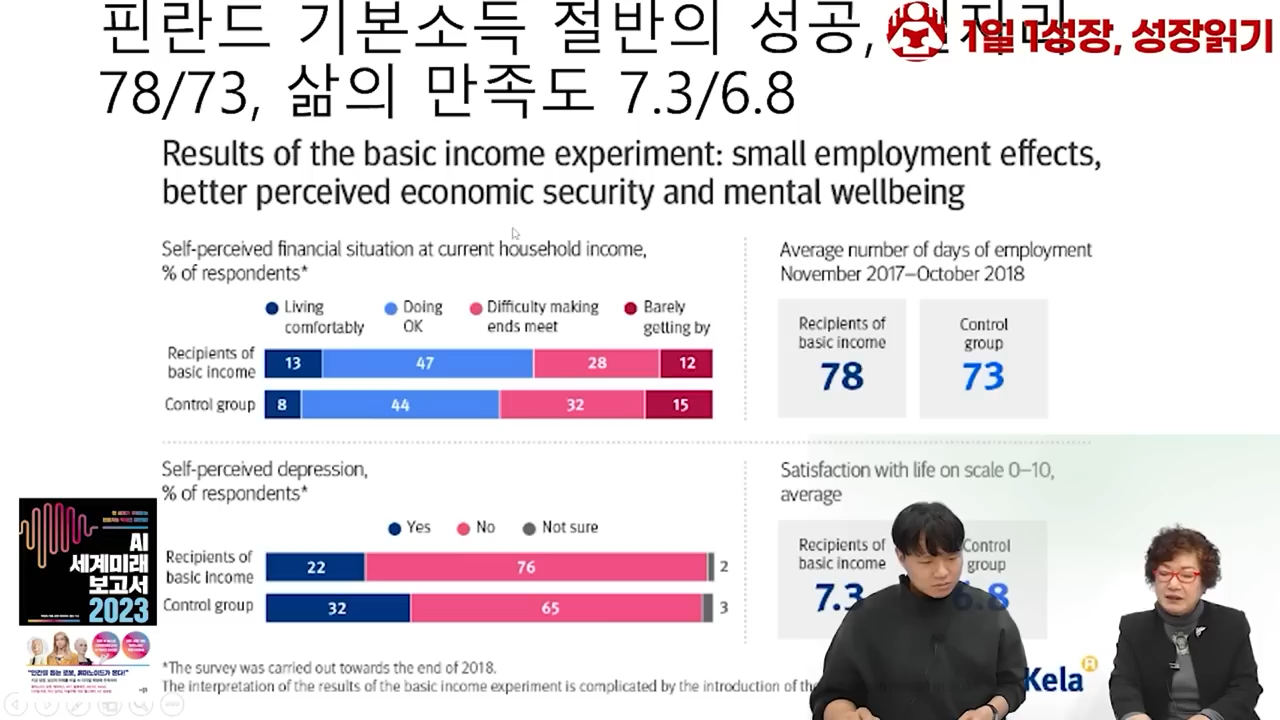 핀란드 기본소득 절반의 성공,
1일 1성장, 성장읽기
78/73, 삶의 만족도 7.3/6.8
Results of the basic income experiment: small employment effects,
better perceived economic security and mental wellbeing
Self-perceived financial situation at current household income,
% of respondents*
Living comfortably
Doing OK
Difficulty making ends meet
Barely getting by
Recipients of basic income
13 47 28 12
Control group
8 44 32 15
Average number of days of employment
November 2017–October 2018
Recipients of
basic income
78
Control
group
73
Self-perceived depression,
% of respondents*
Yes No Not sure
Recipients of
basic income
22 76 2
Control group
32 65 3
Satisfaction with life on scale 0–10,
average
Recipients of
basic income
7.3
Control
group
6.8
*The survey was carried out towards the end of 2018.
The interpretation of the results of the basic income experiment is complicated by the introduction of the
Kela
AI
세계미래
보고서
2023